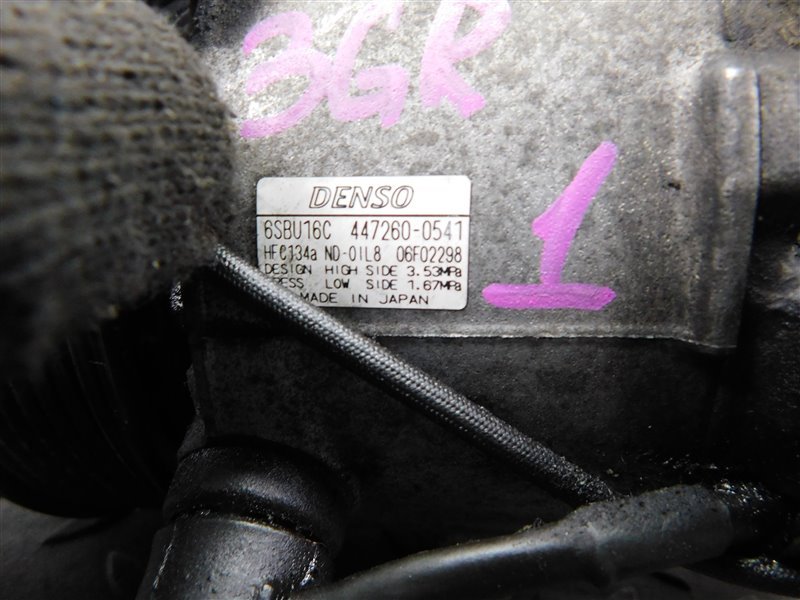 3GR
DENSO
6SBU16C 447260-0541
HFC134a ND-OIL8 06F02298
DESIGN HIGH SIDE 3.53MPa
LOW SIDE 1.67MPa
MADE IN JAPAN
1